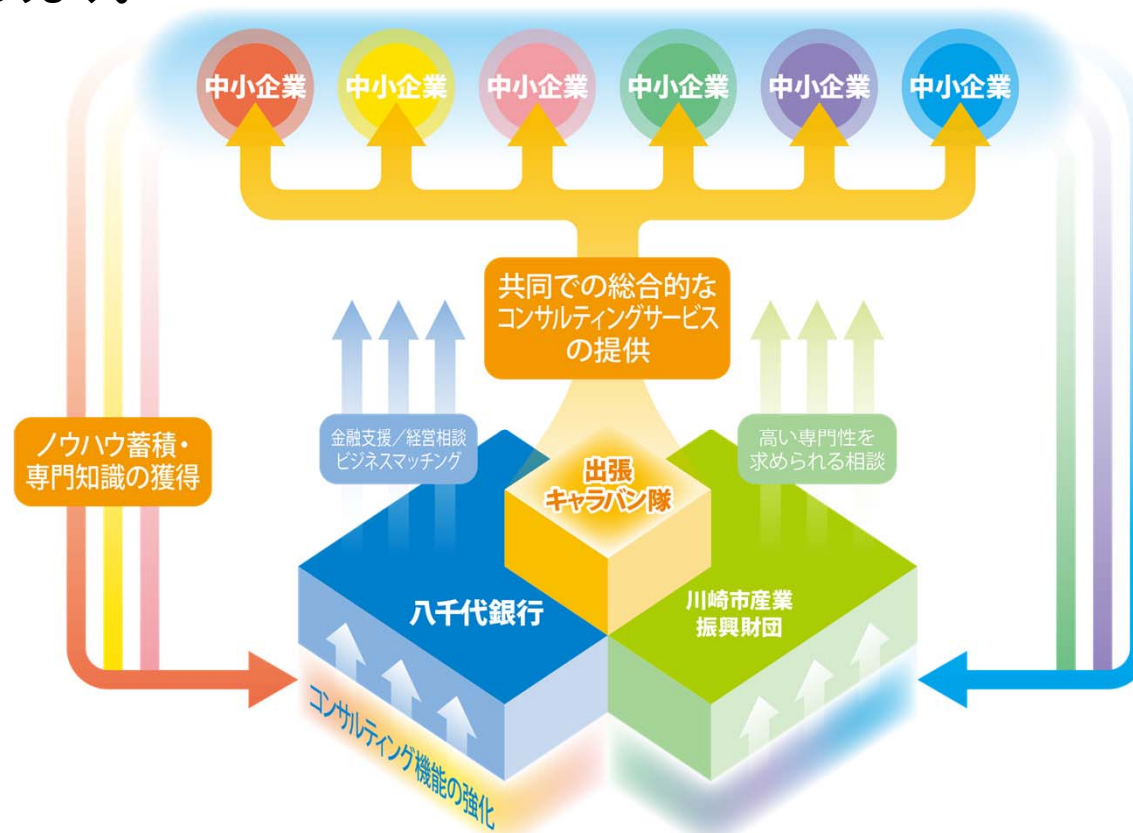 中小企業
中小企業
中小企業
中小企業
中小企業
中小企業
共同での総合的な
コンサルティングサービス
の提供
ノウハウ蓄積・
専門知識の獲得
金融支援／経営相談
ビジネスマッチング
高い専門性を
求められる相談
出張
キャラバン隊
八千代銀行
川崎市産業
振興財団
コンサルティング機能の強化